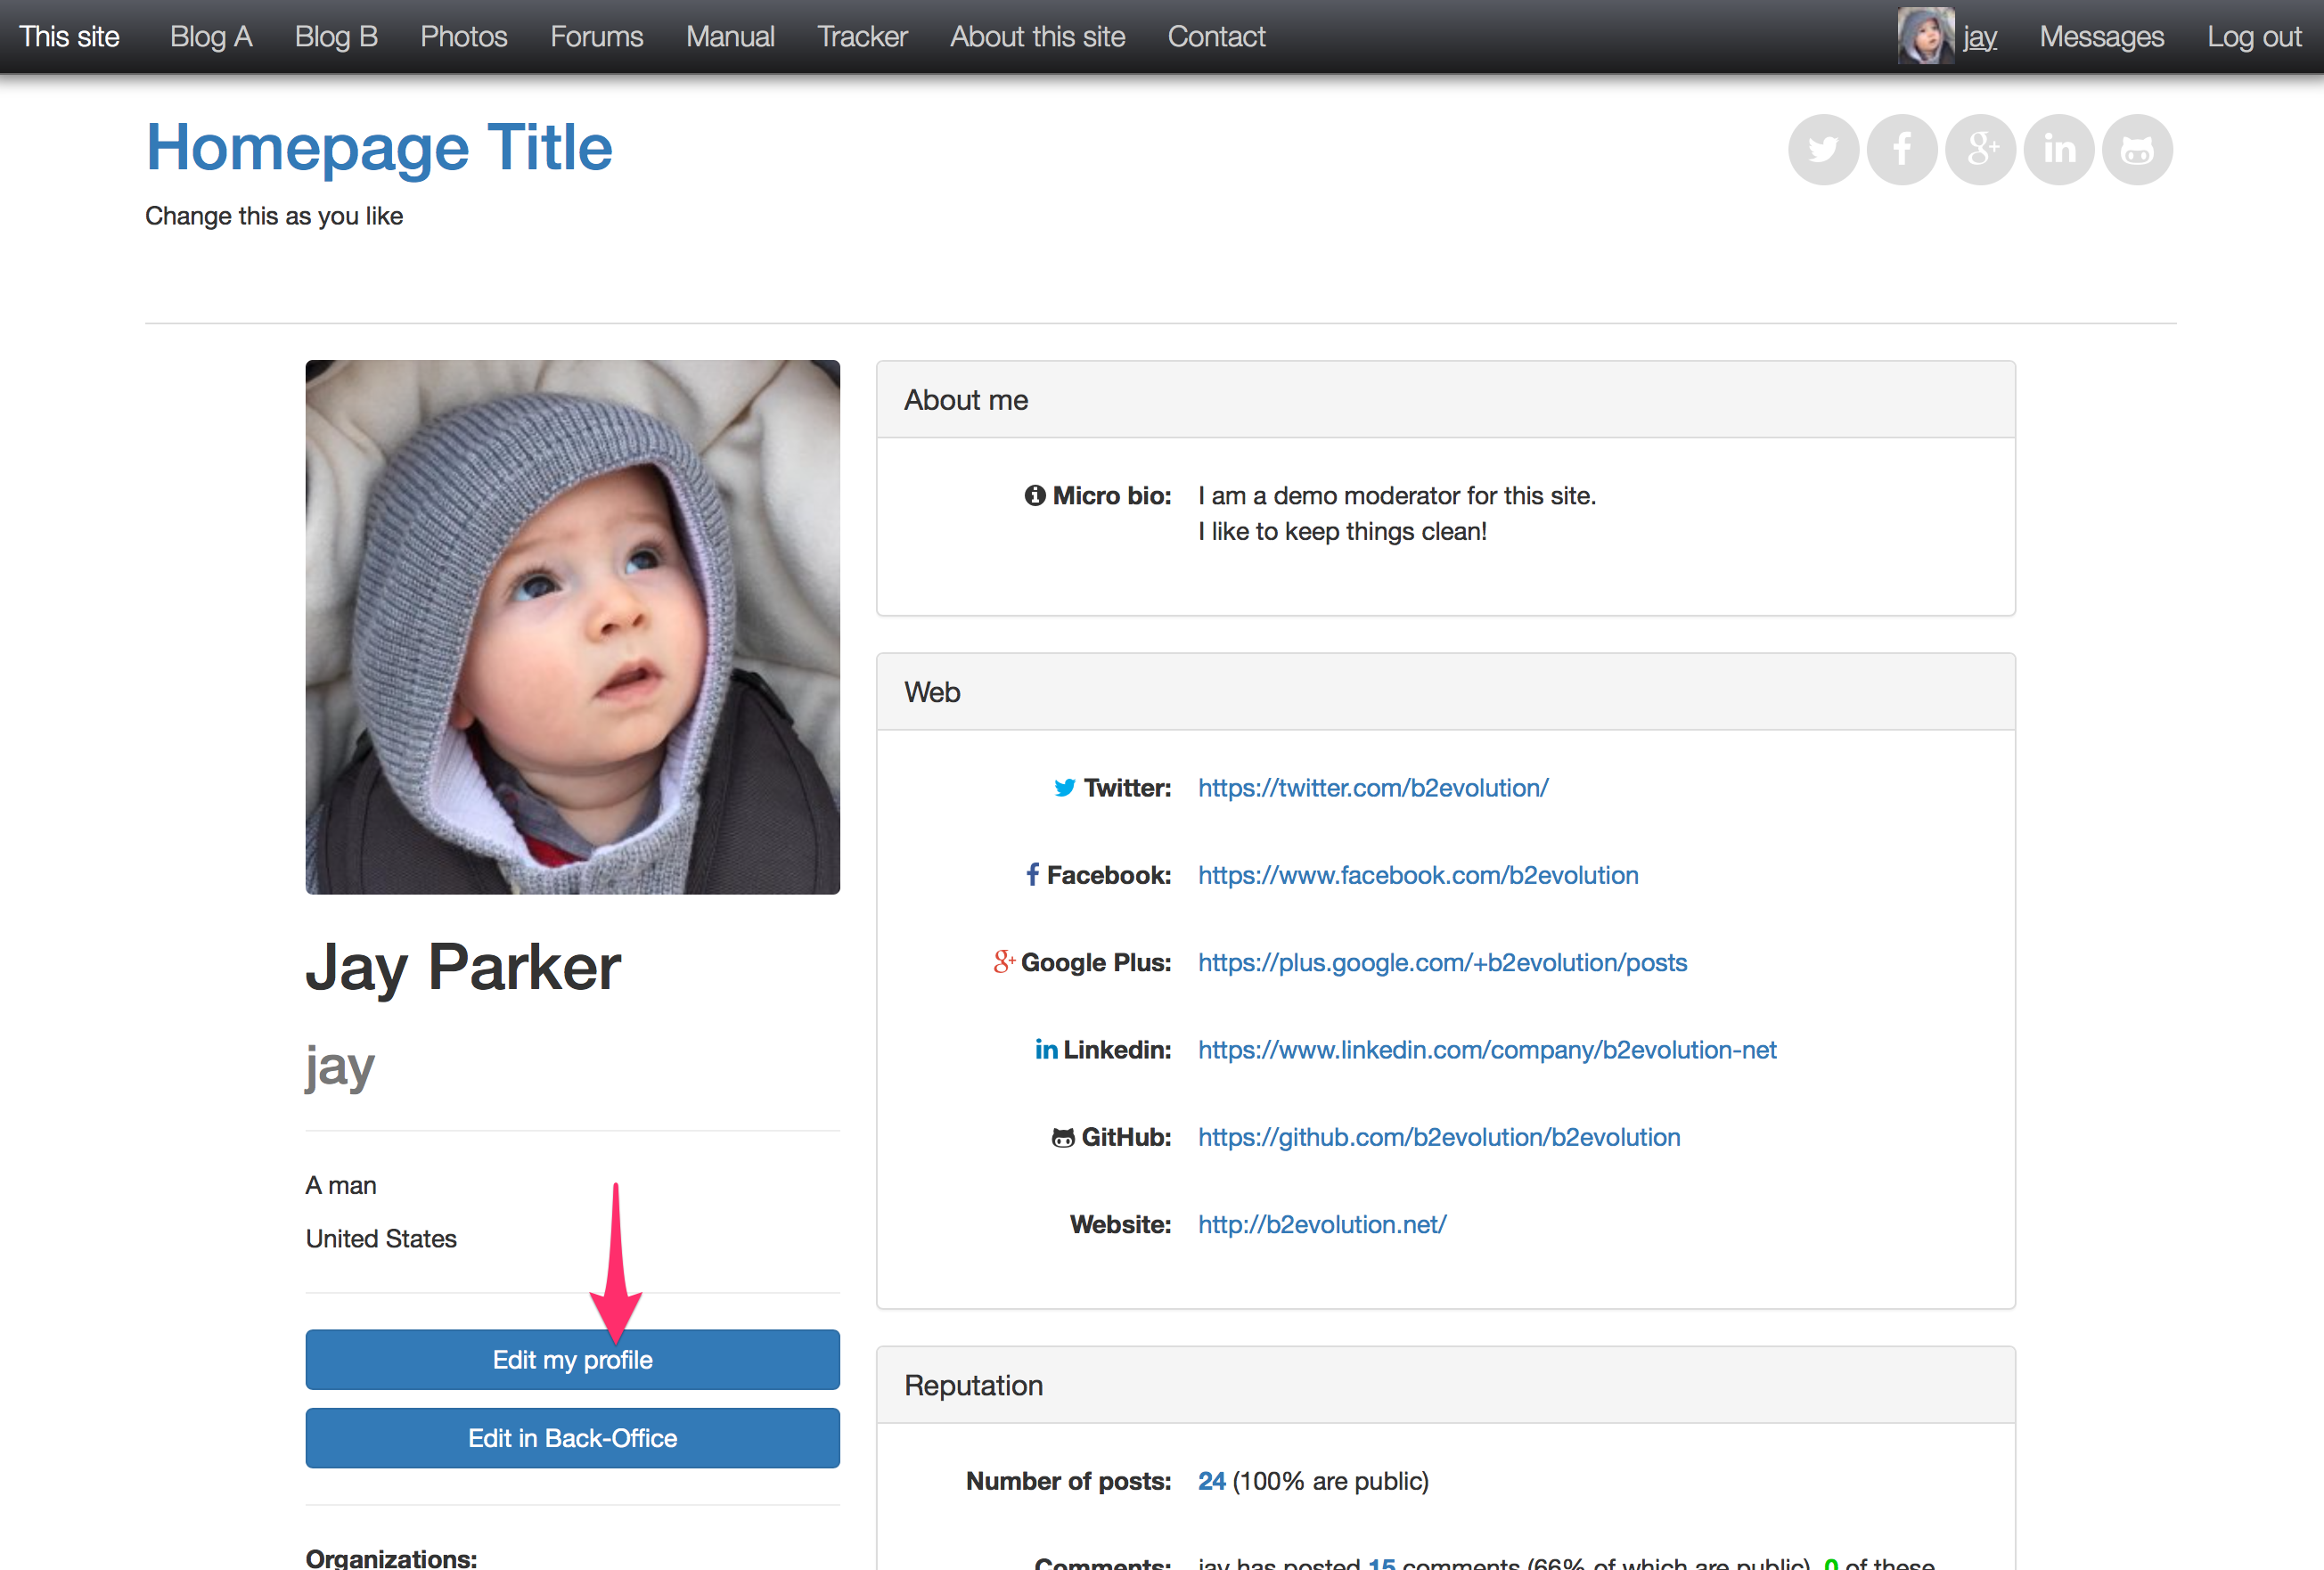 This site Blog A Blog B Photos Forums Manual Tracker About this site Contact jay Messages Log out
Homepage Title
Change this as you like
Jay Parker
jay
A man
United States
Edit my profile
Edit in Back-Office
Organizations:
About me
Micro bio: I am a demo moderator for this site.
I like to keep things clean!
Web
Twitter: https://twitter.com/b2evolution/
Facebook: https://www.facebook.com/b2evolution
Google Plus: https://plus.google.com/+b2evolution/posts
Linkedin: https://www.linkedin.com/company/b2evolution-net
GitHub: https://github.com/b2evolution/b2evolution
Website: http://b2evolution.net/
Reputation
Number of posts: 24 (100% are public)
Comments: jay has posted 15 comments (66% of which are public). 0 of these